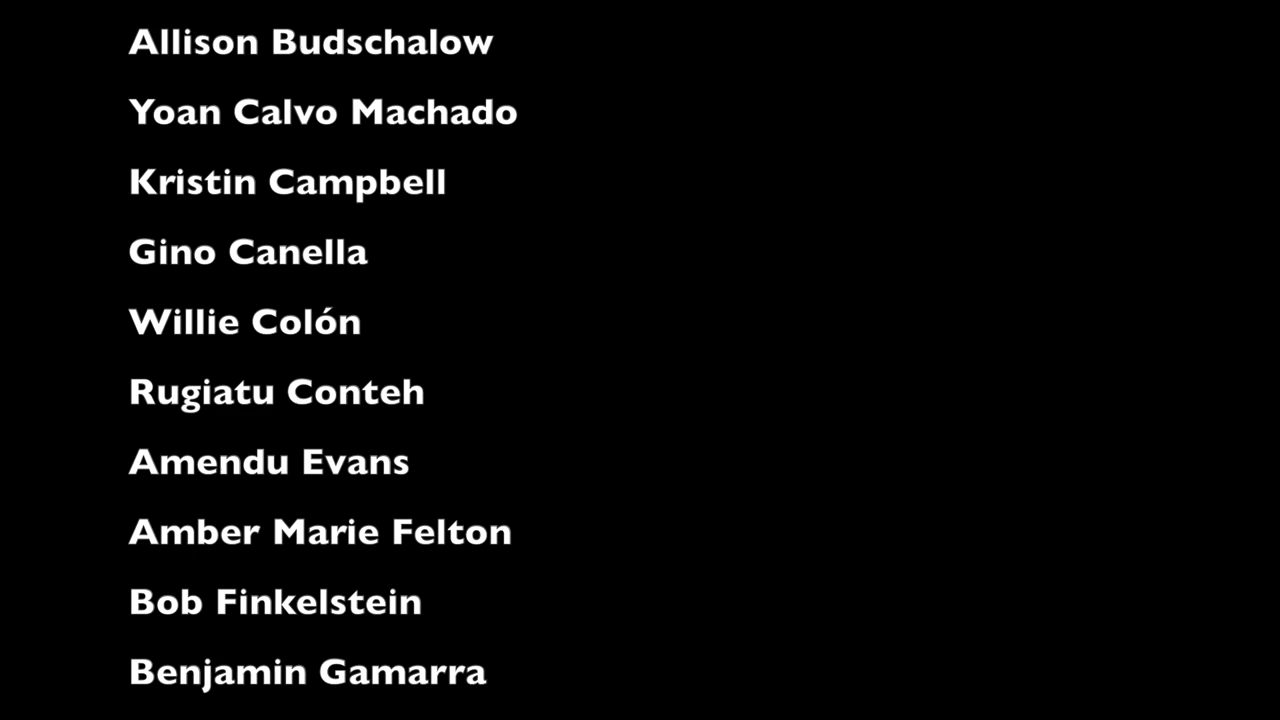 Allison Budschalow
Yoan Calvo Machado
Kristin Campbell
Gino Canella
Willie Colón
Rugiatu Conteh
Amendu Evans
Amber Marie Felton
Bob Finkelstein
Benjamin Gamarra